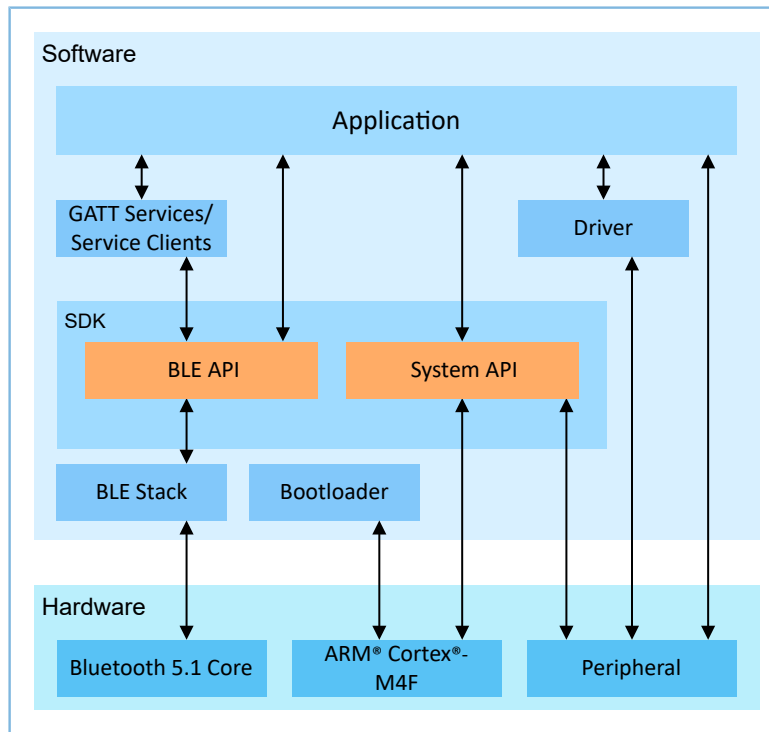 Software
Application
GATT Services/
Service Clients
Driver
SDK
BLE API
System API
BLE Stack
Bootloader
Hardware
Bluetooth 5.1 Core
ARM® Cortex®-
M4F
Peripheral